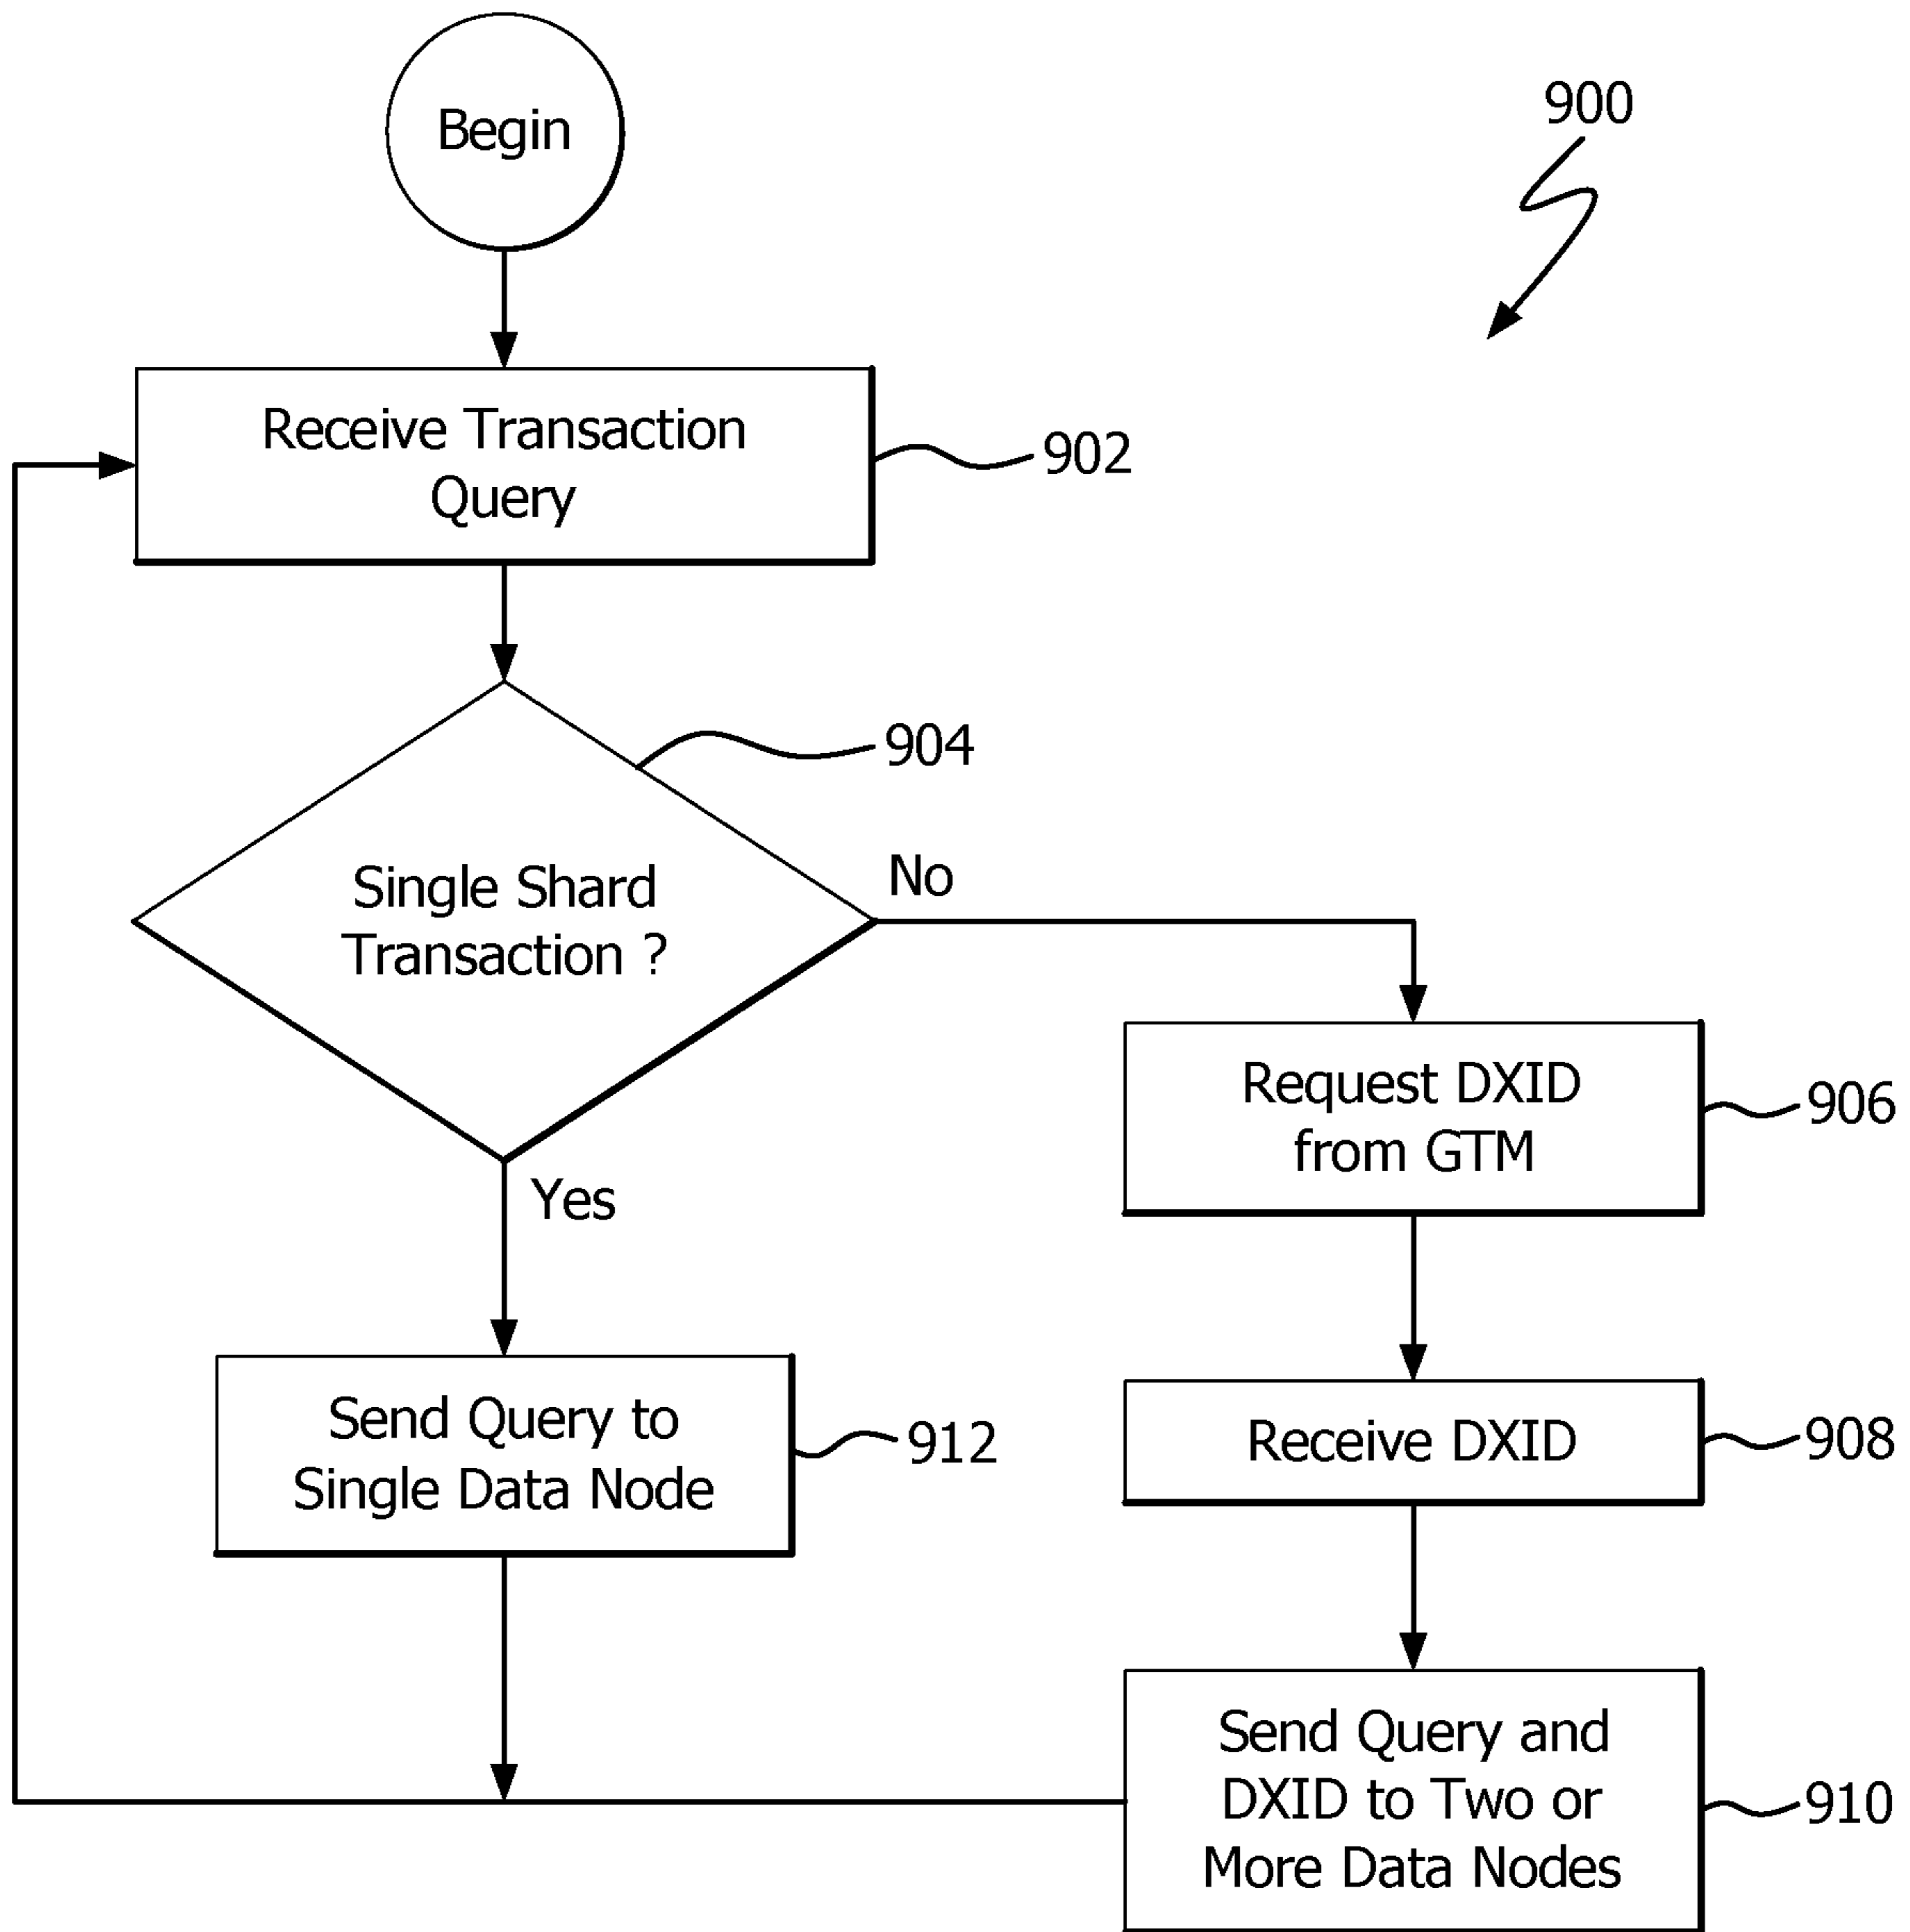 Begin
900
Receive Transaction
Query
902
904
Single Shard
Transaction ?
No
Yes
Request DXID
from GTM
906
Send Query to
Single Data Node
912
Receive DXID
908
Send Query and
DXID to Two or
More Data Nodes
910